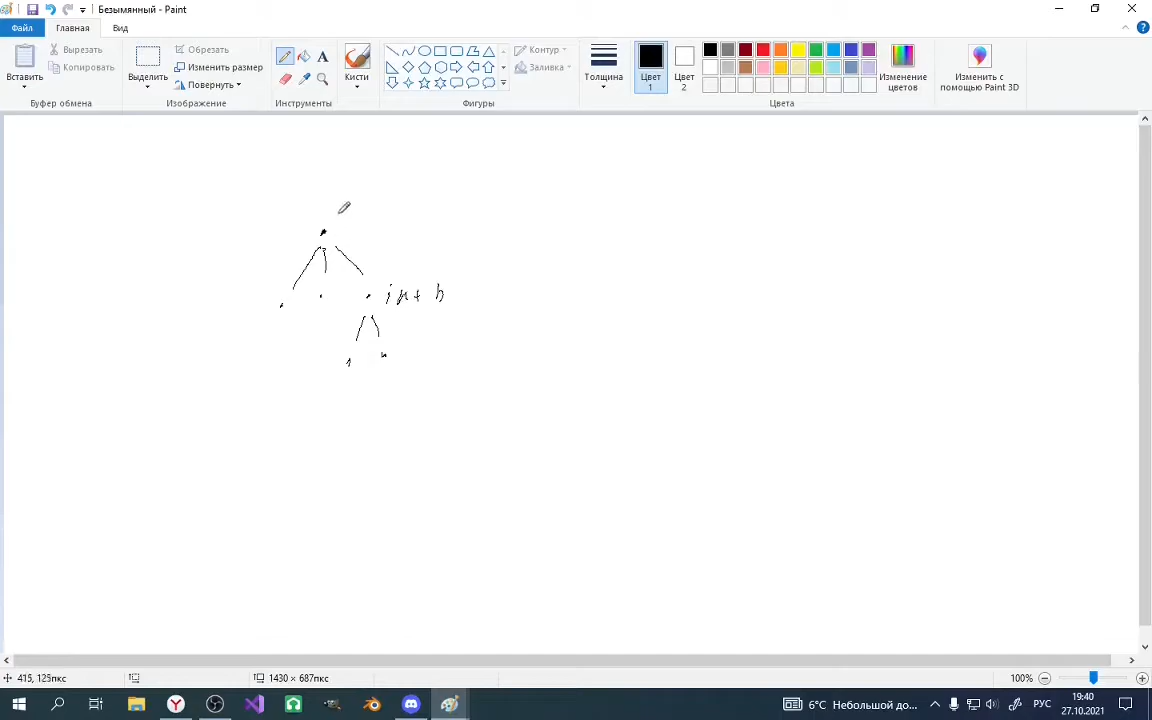 Безымянный - Paint
Файл
Главная
Вид
Вставить
Вырезать
Копировать
Буфер обмена
Выделить
Обрезать
Изменить размер
Повернуть
Изображение
Инструменты
Кисти
Фигуры
Контур
Заливка
Толщина
Цвет 1
Цвет 2
Изменение цветов
Цвета
Изменить с помощью Paint 3D
int b
415, 125пкс
1430 × 687пкс
100%
6°C Небольшой до...
РУС
19:40
27.10.2021